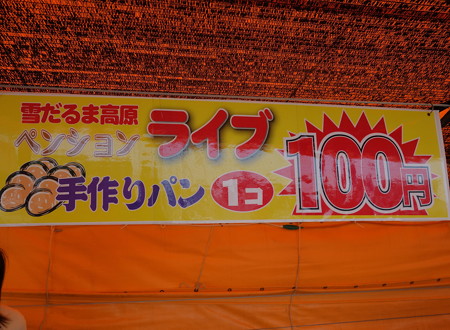 雪だるま高原
ペンション ライブ
手作りパン 1コ 100円